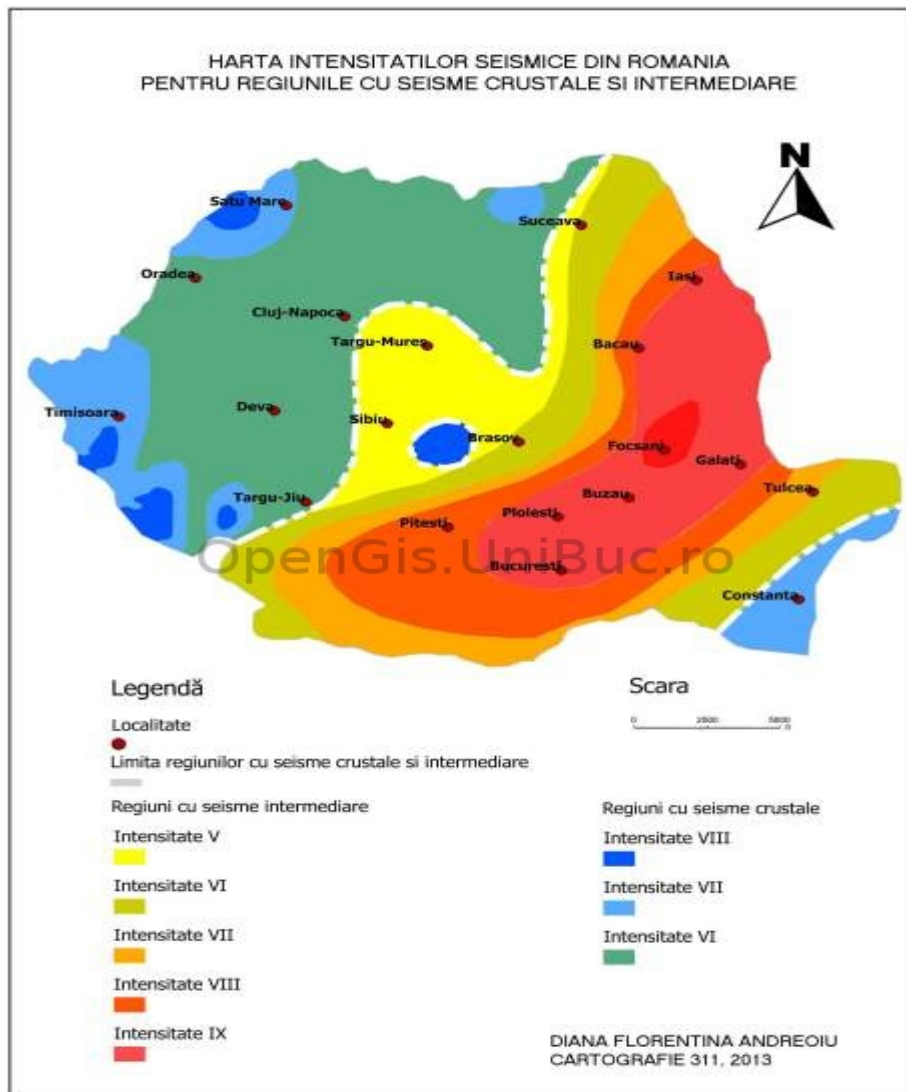 HARTA INTENSITATILOR SEISMICE DIN ROMANIA
PENTRU REGIUNILE CU SEISME CRUSTALE SI INTERMEDIARE
N
Satu Mare
Suceava
Oradea
Iasi
Cluj-Napoca
Targu-Mures
Bacau
Timisoara
Deva
Sibiu
Brasov
Focsani
Galati
Targu-Jiu
Buzau
Tulcea
Pitesti
Ploiesti
OpenGis.UniBuc.ro
Bucuresti
Constanta
Legendă
Localitate
Limita regiunilor cu seisme crustale si intermediare
Regiuni cu seisme intermediare
Intensitate V
Intensitate VI
Intensitate VII
Intensitate VIII
Intensitate IX
Scara
0
Regiuni cu seisme crustale
Intensitate VIII
Intensitate VII
Intensitate VI
DIANA FLORENTINA ANDREOIU
CARTOGRAFIE 311, 2013